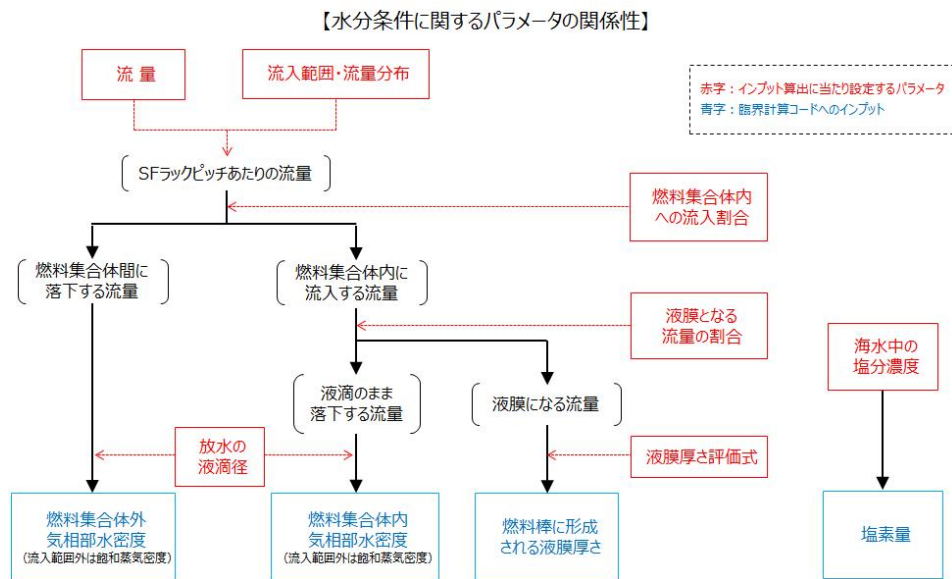 【水分条件に関するパラメータの関係性】
流 量
流入範囲・流量分布
赤字：インプット算出に当たり設定するパラメータ
青字：臨界計算コードへのインプット
SFラックピッチあたりの流量
燃料集合体内
への流入割合
燃料集合体間に
落下する流量
燃料集合体内に
流入する流量
液膜となる
流量の割合
海水中の
塩分濃度
液滴のまま
落下する流量
液膜になる流量
放水の
液滴径
液膜厚さ評価式
燃料集合体外
気相部水密度
（流入範囲外は飽和蒸気密度）
燃料集合体内
気相部水密度
（流入範囲外は飽和蒸気密度）
燃料棒に形成
される液膜厚さ
塩素量